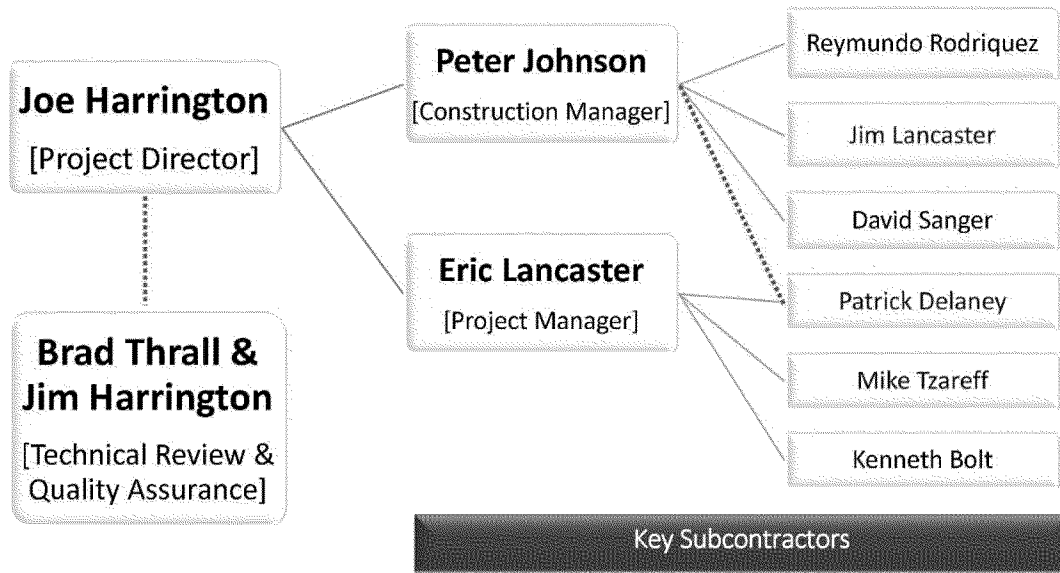 Joe Harrington
[Project Director]
Brad Thrall &
Jim Harrington
[Technical Review &
Quality Assurance]
Peter Johnson
[Construction Manager]
Eric Lancaster
[Project Manager]
Reymundo Rodriquez
Jim Lancaster
David Sanger
Patrick Delaney
Mike Tzareff
Kenneth Bolt
Key Subcontractors